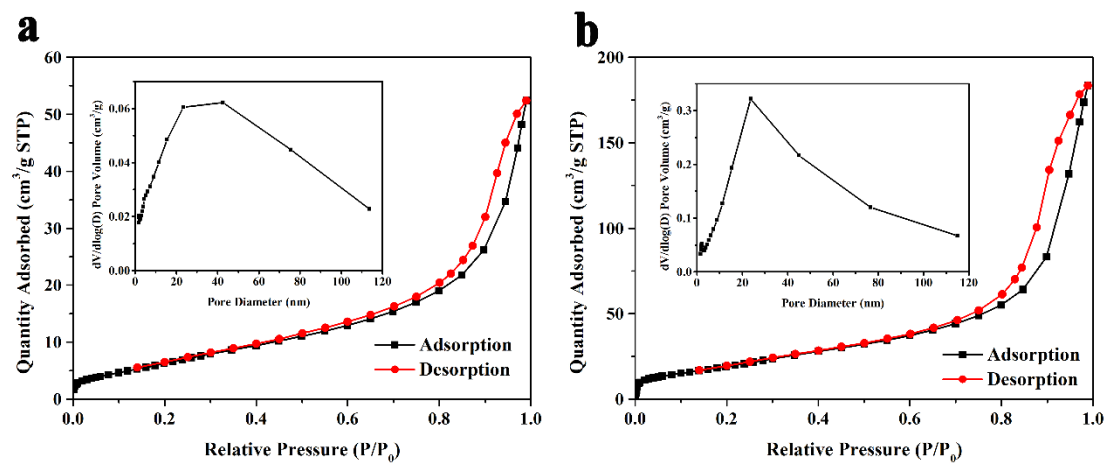 a
60
50
40
30
20
10
0
Quantity Adsorbed (cm³/g STP)
0.0 0.2 0.4 0.6 0.8 1.0
Relative Pressure (P/P₀)
Adsorption
Desorption
0.06
0.04
0.02
0.00
dV/dlog(D) Pore Volume (cm³/g)
0 20 40 60 80 100 120
Pore Diameter (nm)
b
200
150
100
50
0
Quantity Adsorbed (cm³/g STP)
0.0 0.2 0.4 0.6 0.8 1.0
Relative Pressure (P/P₀)
Adsorption
Desorption
0.3
0.2
0.1
0.0
dV/dlog(D) Pore Volume (cm³/g)
0 20 40 60 80 100 120
Pore Diameter (nm)